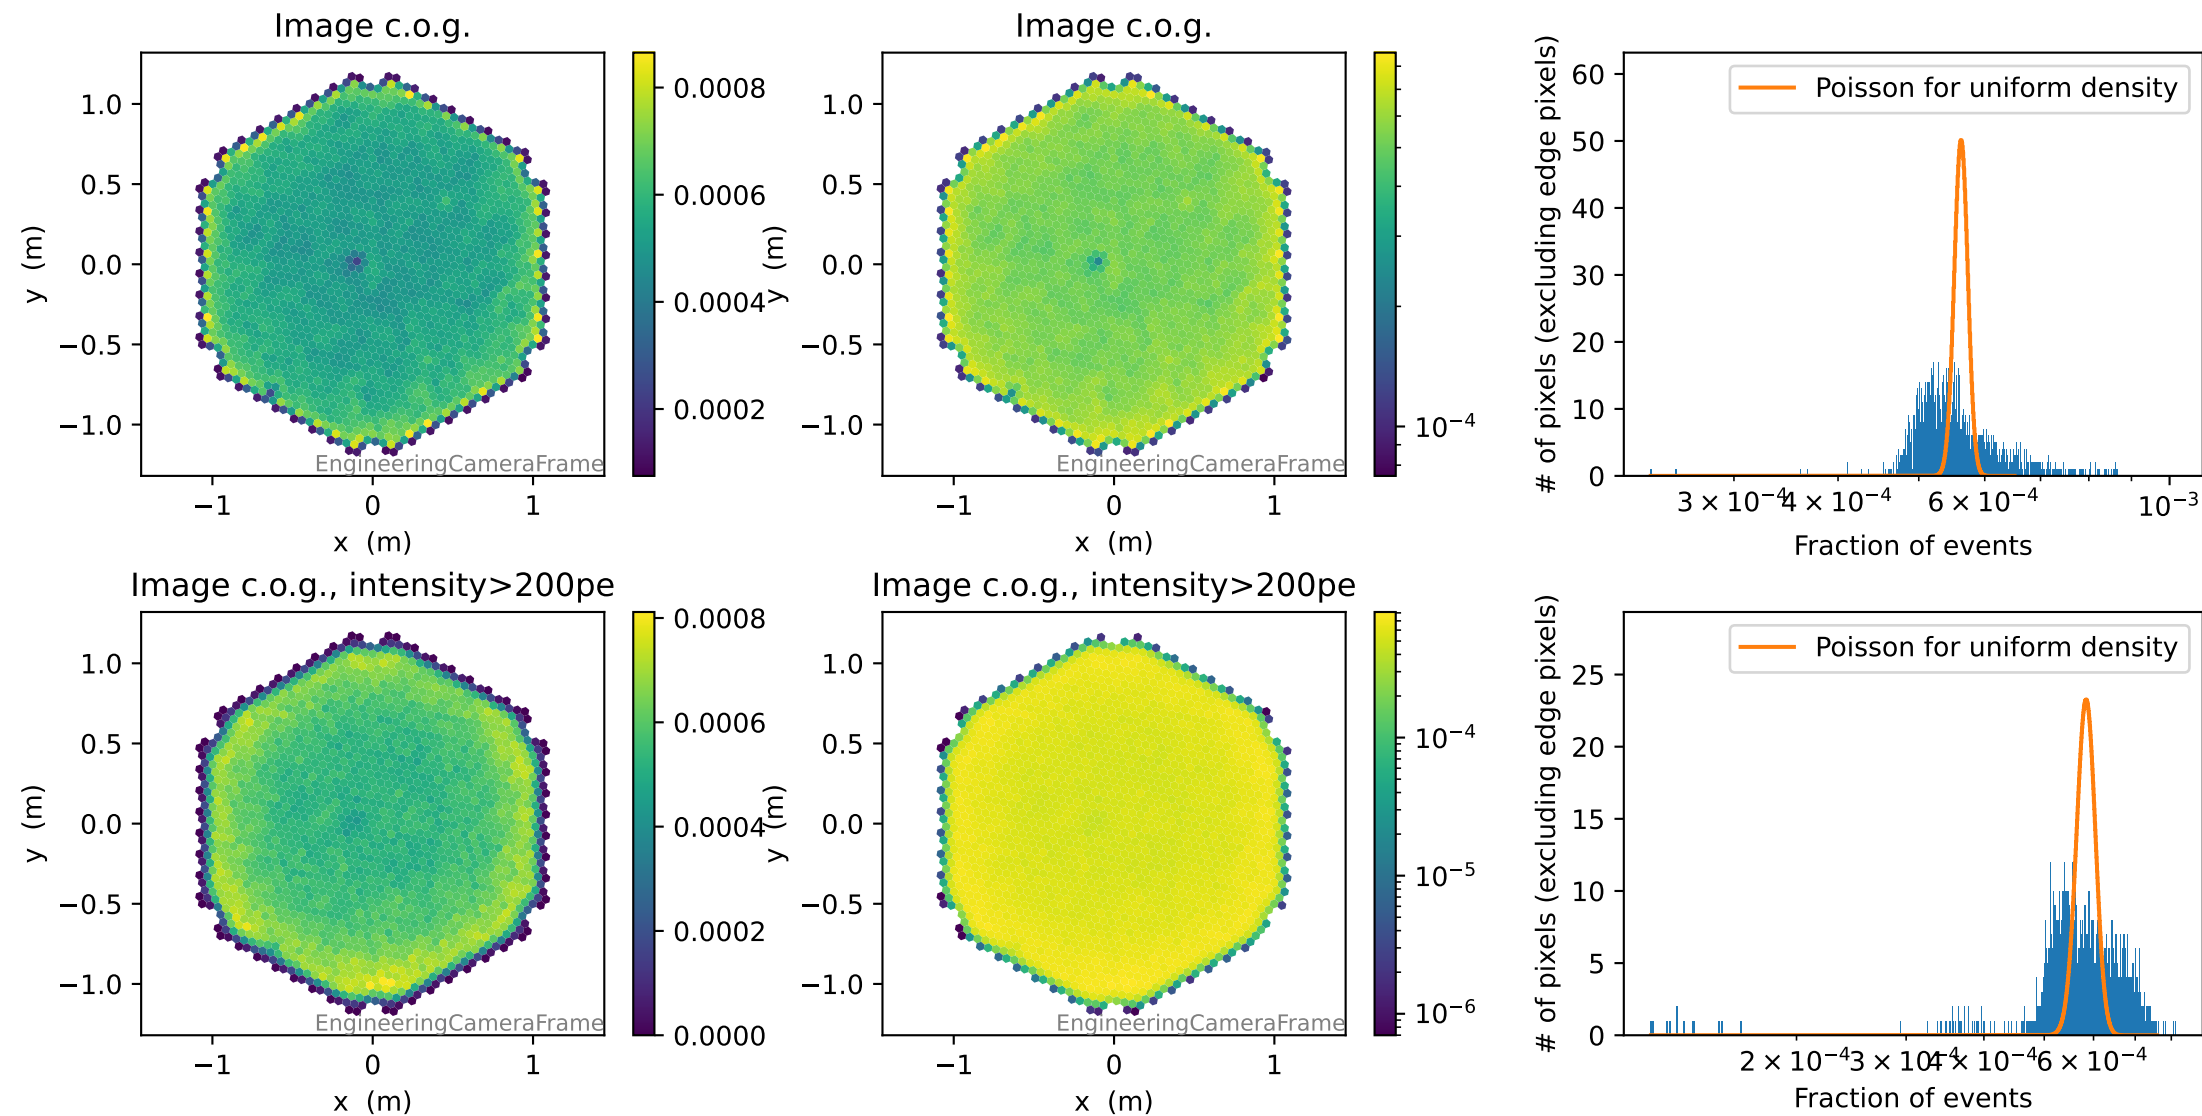 Image c.o.g.
1.0
0.5
0.0
−0.5
−1.0
y (m)
−1
0
1
x (m)
EngineeringCameraFrame
0.0008
0.0006
0.0004
0.0002
Image c.o.g.
1.0
0.5
0.0
−0.5
−1.0
y (m)
−1
0
1
x (m)
EngineeringCameraFrame
10⁻⁴
# of pixels (excluding edge pixels)
60
50
40
30
20
10
0
Poisson for uniform density
3 × 10⁻⁴
4 × 10⁻⁴
6 × 10⁻⁴
10⁻³
Fraction of events
Image c.o.g., intensity>200pe
1.0
0.5
0.0
−0.5
−1.0
y (m)
−1
0
1
x (m)
EngineeringCameraFrame
0.0008
0.0006
0.0004
0.0002
0.0000
Image c.o.g., intensity>200pe
1.0
0.5
0.0
−0.5
−1.0
y (m)
−1
0
1
x (m)
EngineeringCameraFrame
10⁻⁴
10⁻⁵
10⁻⁶
# of pixels (excluding edge pixels)
25
20
15
10
5
0
Poisson for uniform density
2 × 10⁻⁴
3 × 10⁻⁴
4 × 10⁻⁴
6 × 10⁻⁴
Fraction of events